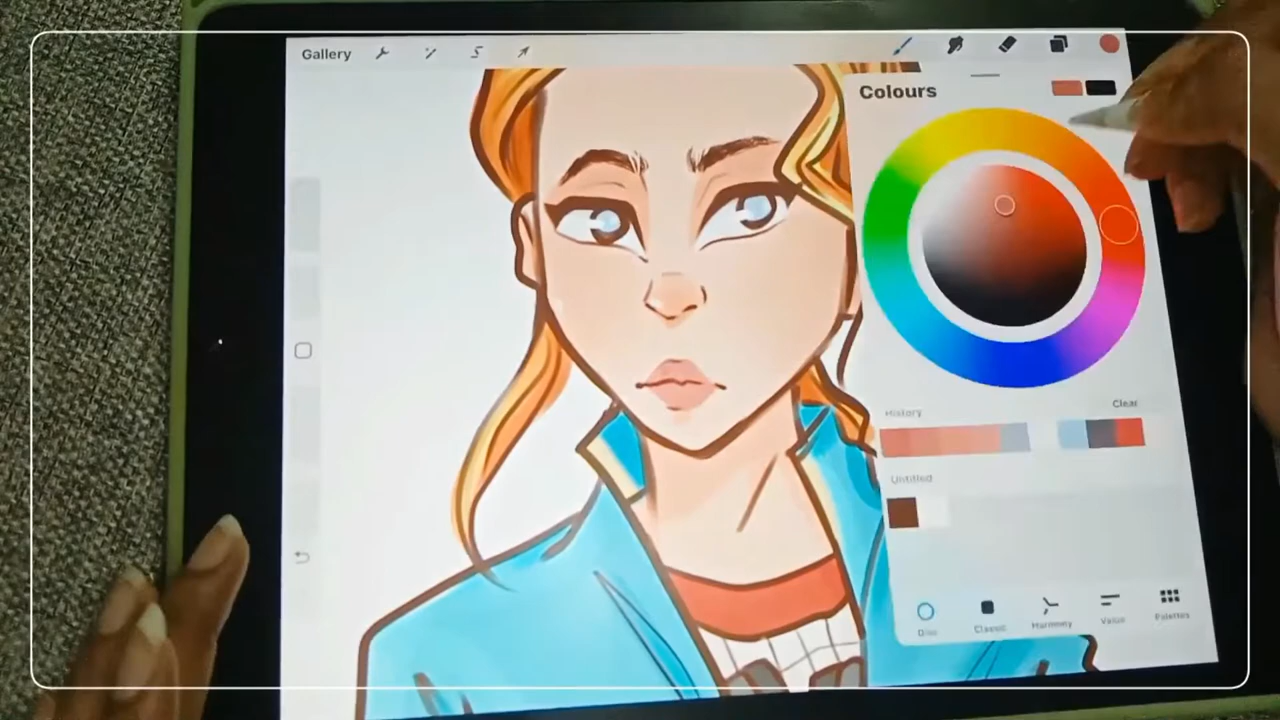 Gallery
Colours
History
Clear
Untitled
Disc
Classic
Harmony
Value
Palettes